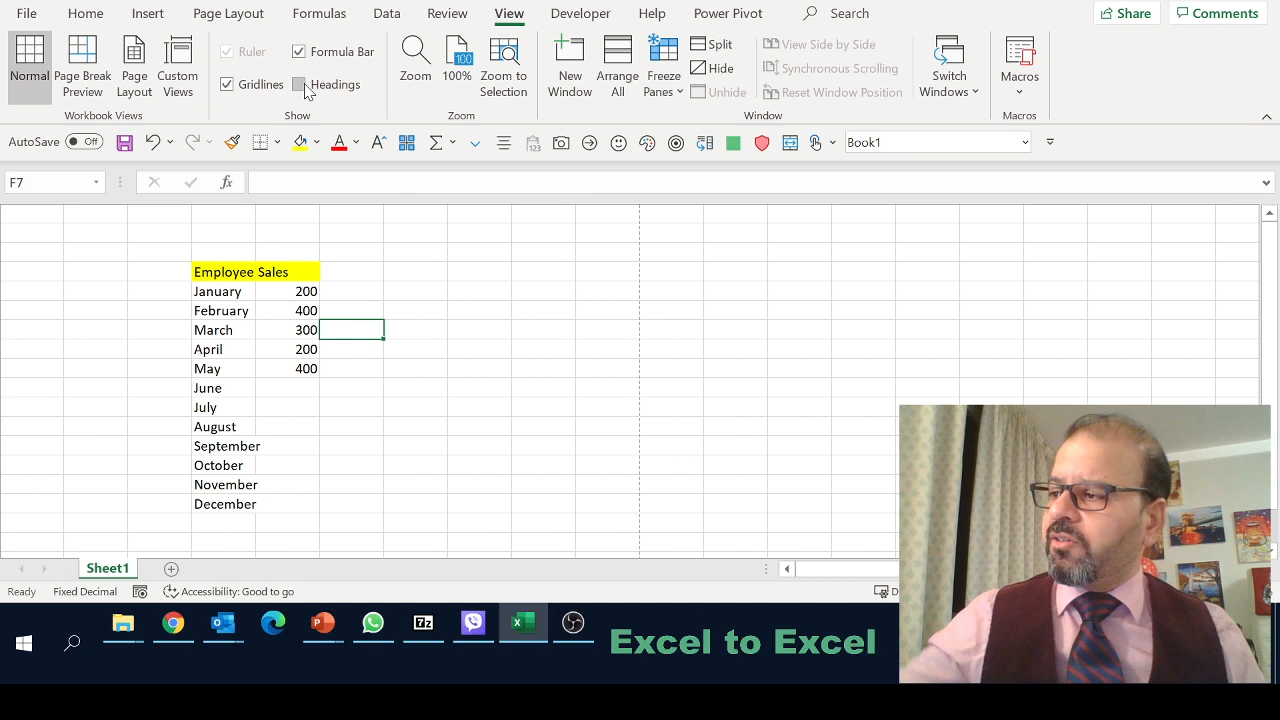 File Home Insert Page Layout Formulas Data Review View Developer Help Power Pivot Search Share Comments
Ruler Formula Bar
Gridlines Headings
Normal
Page Break Preview
Page Layout
Custom Views
Zoom
100%
100
Zoom to Selection
New Window
Arrange All
Freeze Panes
Split
Hide
Unhide
View Side by Side
Synchronous Scrolling
Reset Window Position
Switch Windows
Macros
Workbook Views Show Zoom Window Macros
AutoSave Off
123
Book1
F7 fx
Employee Sales
January 200
February 400
March 300
April 200
May 400
June
July
August
September
October
November
December
Sheet1
Ready Fixed Decimal Accessibility: Good to go D
7z
Excel to Excel